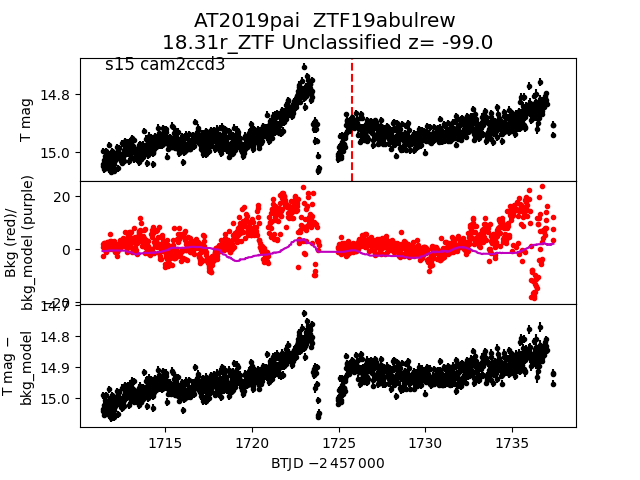 AT2019pai ZTF19abulrew
18.31r_ZTF Unclassified z= -99.0
s15 cam2ccd3
T mag
14.8
15.0
Bkg (red)/
bkg_model (purple)
20
0
−20
T mag −
bkg_model
14.7
14.8
14.9
15.0
1715 1720 1725 1730 1735
BTJD −2 457 000